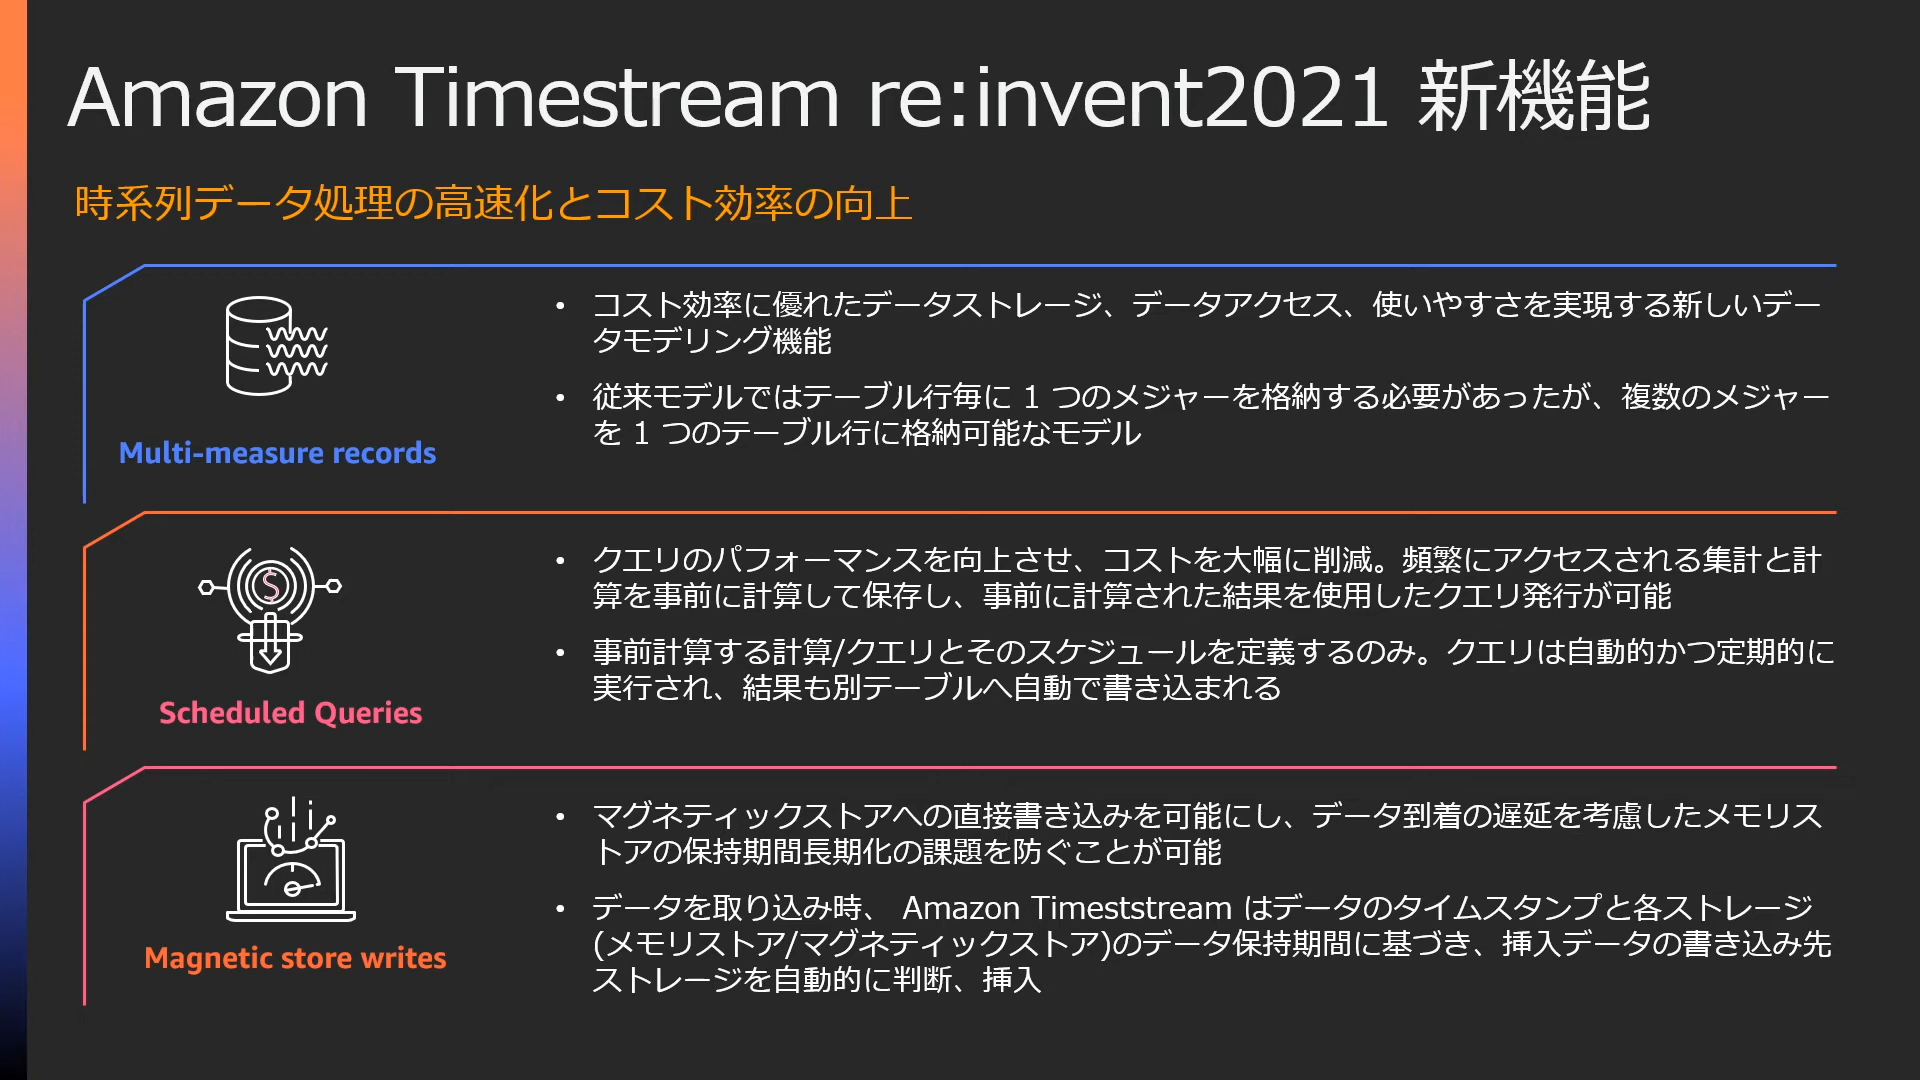 Amazon Timestream re:invent2021 新機能
時系列データ処理の高速化とコスト効率の向上
Multi-measure records
• コスト効率に優れたデータストレージ、データアクセス、使いやすさを実現する新しいデー
タモデリング機能
• 従来モデルではテーブル行毎に 1 つのメジャーを格納する必要があったが、複数のメジャー
を 1 つのテーブル行に格納可能なモデル
Scheduled Queries
• クエリのパフォーマンスを向上させ、コストを大幅に削減。頻繁にアクセスされる集計と計
算を事前に計算して保存し、事前に計算された結果を使用したクエリ発行が可能
• 事前計算する計算/クエリとそのスケジュールを定義するのみ。クエリは自動的かつ定期的に
実行され、結果も別テーブルへ自動で書き込まれる
Magnetic store writes
• マグネティックストアへの直接書き込みを可能にし、データ到着の遅延を考慮したメモリス
トアの保持期間長期化の課題を防ぐことが可能
• データを取り込み時、 Amazon Timeststream はデータのタイムスタンプと各ストレージ
(メモリストア/マグネティックストア)のデータ保持期間に基づき、挿入データの書き込み先
ストレージを自動的に判断、挿入